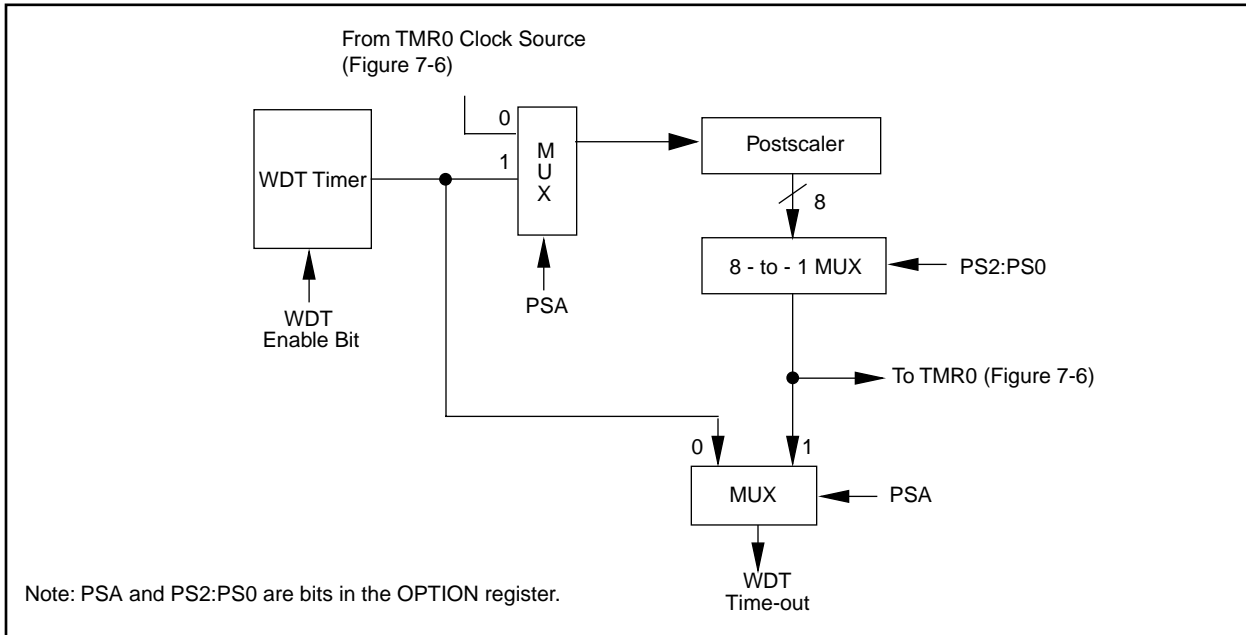 From TMR0 Clock Source
(Figure 7-6)
0
1
M
U
X
WDT Timer
Postscaler
8
8 - to - 1 MUX
PS2:PS0
PSA
WDT
Enable Bit
To TMR0 (Figure 7-6)
0
1
MUX
PSA
WDT
Time-out
Note: PSA and PS2:PS0 are bits in the OPTION register.